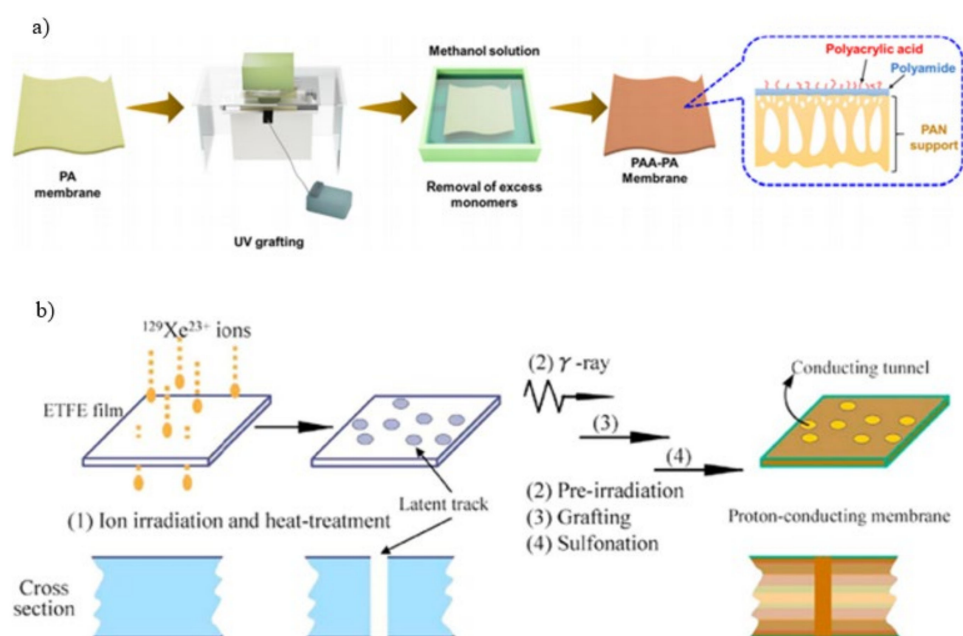 a)
Methanol solution
Polyacrylic acid
Polyamide
PAN
support
PA
membrane
UV grafting
Removal of excess
monomers
PAA-PA
Membrane
b)
¹²⁹Xe²³⁺ ions
ETFE film
(2) γ-ray
(3)
(4)
Conducting tunnel
Latent track
(1) Ion irradiation and heat-treatment
(2) Pre-irradiation
(3) Grafting
(4) Sulfonation
Proton-conducting membrane
Cross
section